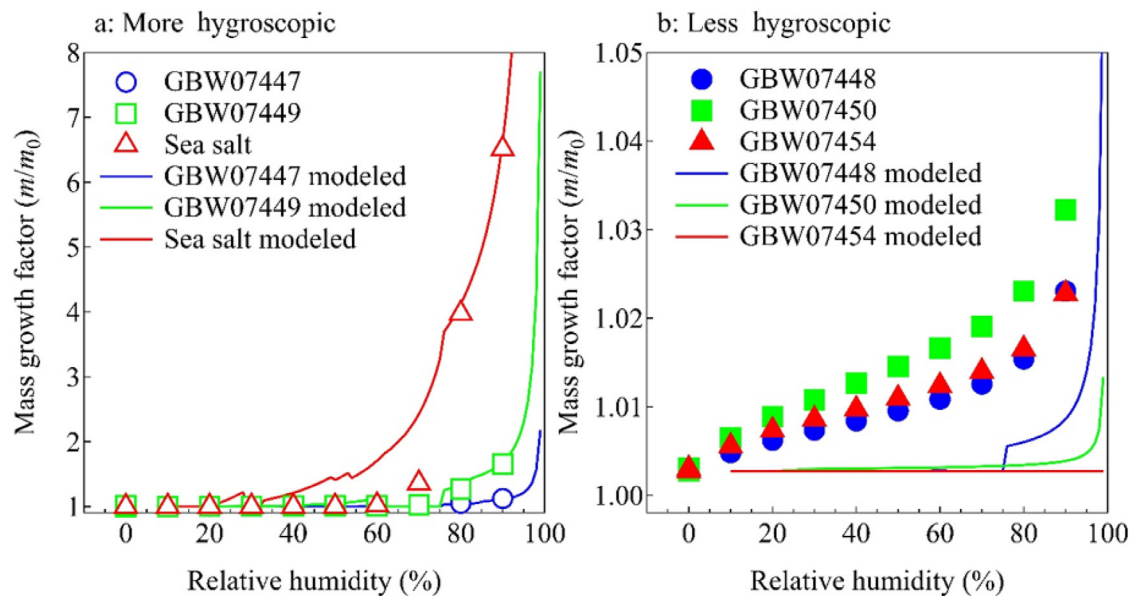 a: More hygroscopic
8
7
6
5
4
3
2
1
Mass growth factor (m/m0)
GBW07447
GBW07449
Sea salt
GBW07447 modeled
GBW07449 modeled
Sea salt modeled
0 20 40 60 80 100
Relative humidity (%)
b: Less hygroscopic
1.05
1.04
1.03
1.02
1.01
1.00
Mass growth factor (m/m0)
GBW07448
GBW07450
GBW07454
GBW07448 modeled
GBW07450 modeled
GBW07454 modeled
0 20 40 60 80 100
Relative humidity (%)